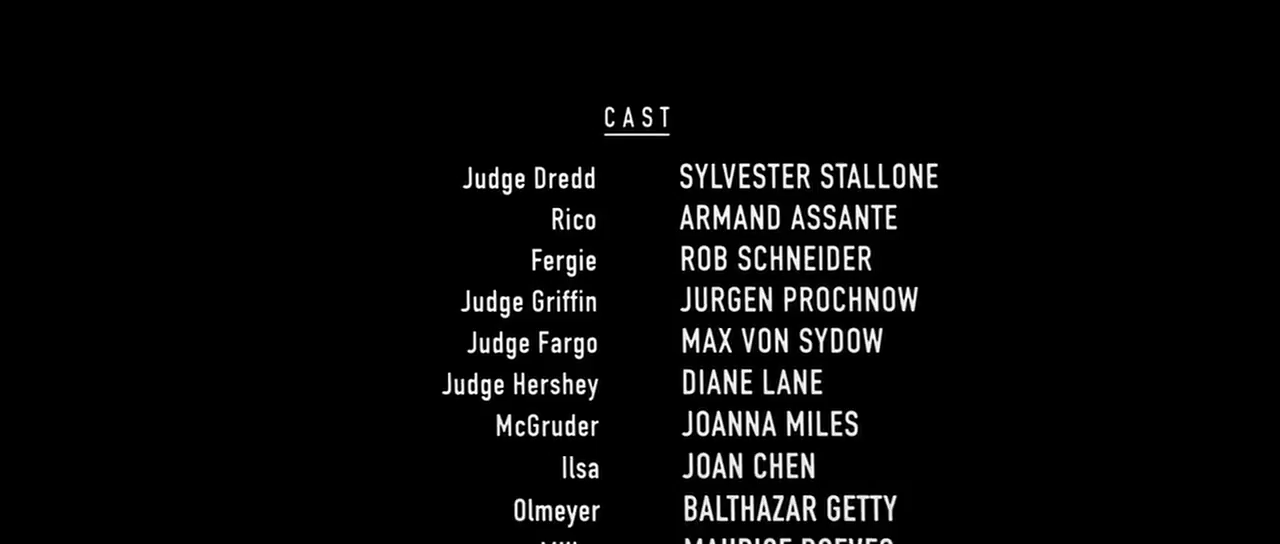 CAST
Judge Dredd SYLVESTER STALLONE
Rico ARMAND ASSANTE
Fergie ROB SCHNEIDER
Judge Griffin JURGEN PROCHNOW
Judge Fargo MAX VON SYDOW
Judge Hershey DIANE LANE
McGruder JOANNA MILES
Ilsa JOAN CHEN
Olmeyer BALTHAZAR GETTY